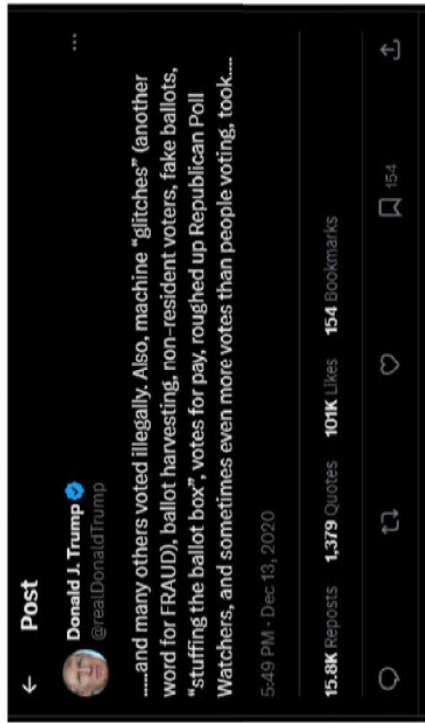 Post
Donald J. Trump
@realDonaldTrump
.....and many others voted illegally. Also, machine “glitches” (another
word for FRAUD), ballot harvesting, non-resident voters, fake ballots,
“stuffing the ballot box”, votes for pay, roughed up Republican Poll
Watchers, and sometimes even more votes than people voting, took....
5:49 PM · Dec 13, 2020
15.8K Reposts 1,379 Quotes 101K Likes 154 Bookmarks
154